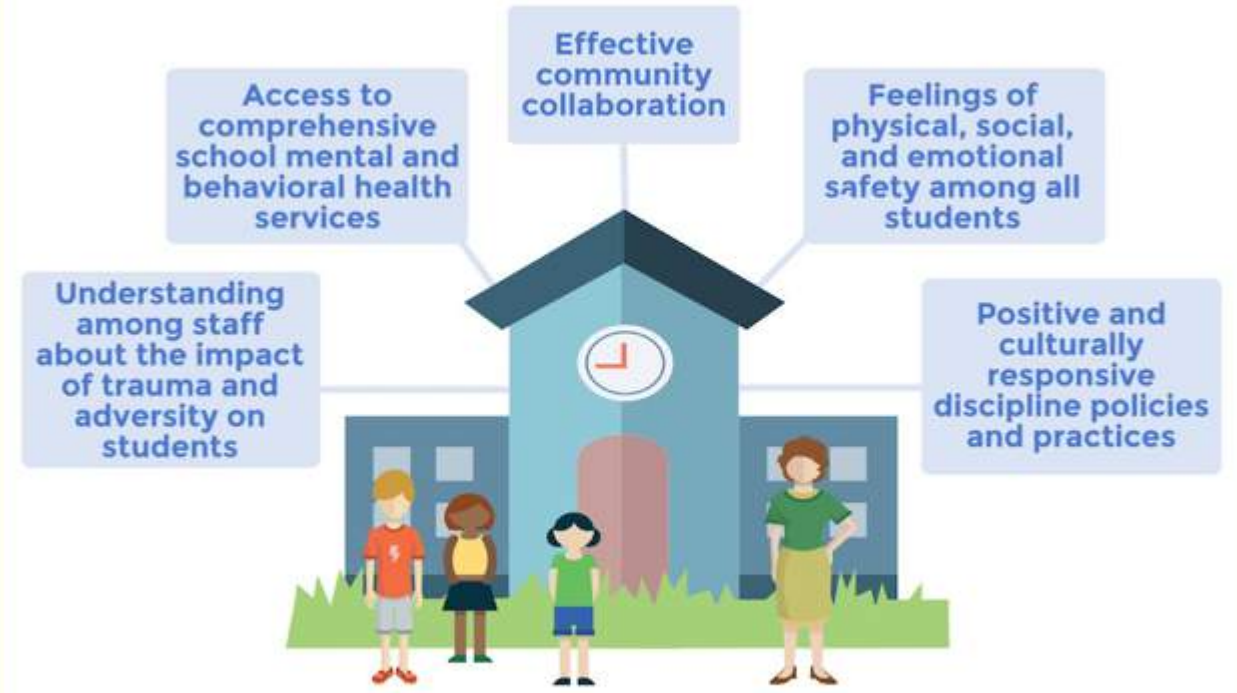 Effective
community
collaboration
Access to
comprehensive
school mental and
behavioral health
services
Feelings of
physical, social,
and emotional
safety among all
students
Understanding
among staff
about the impact
of trauma and
adversity on
students
Positive and
culturally
responsive
discipline policies
and practices